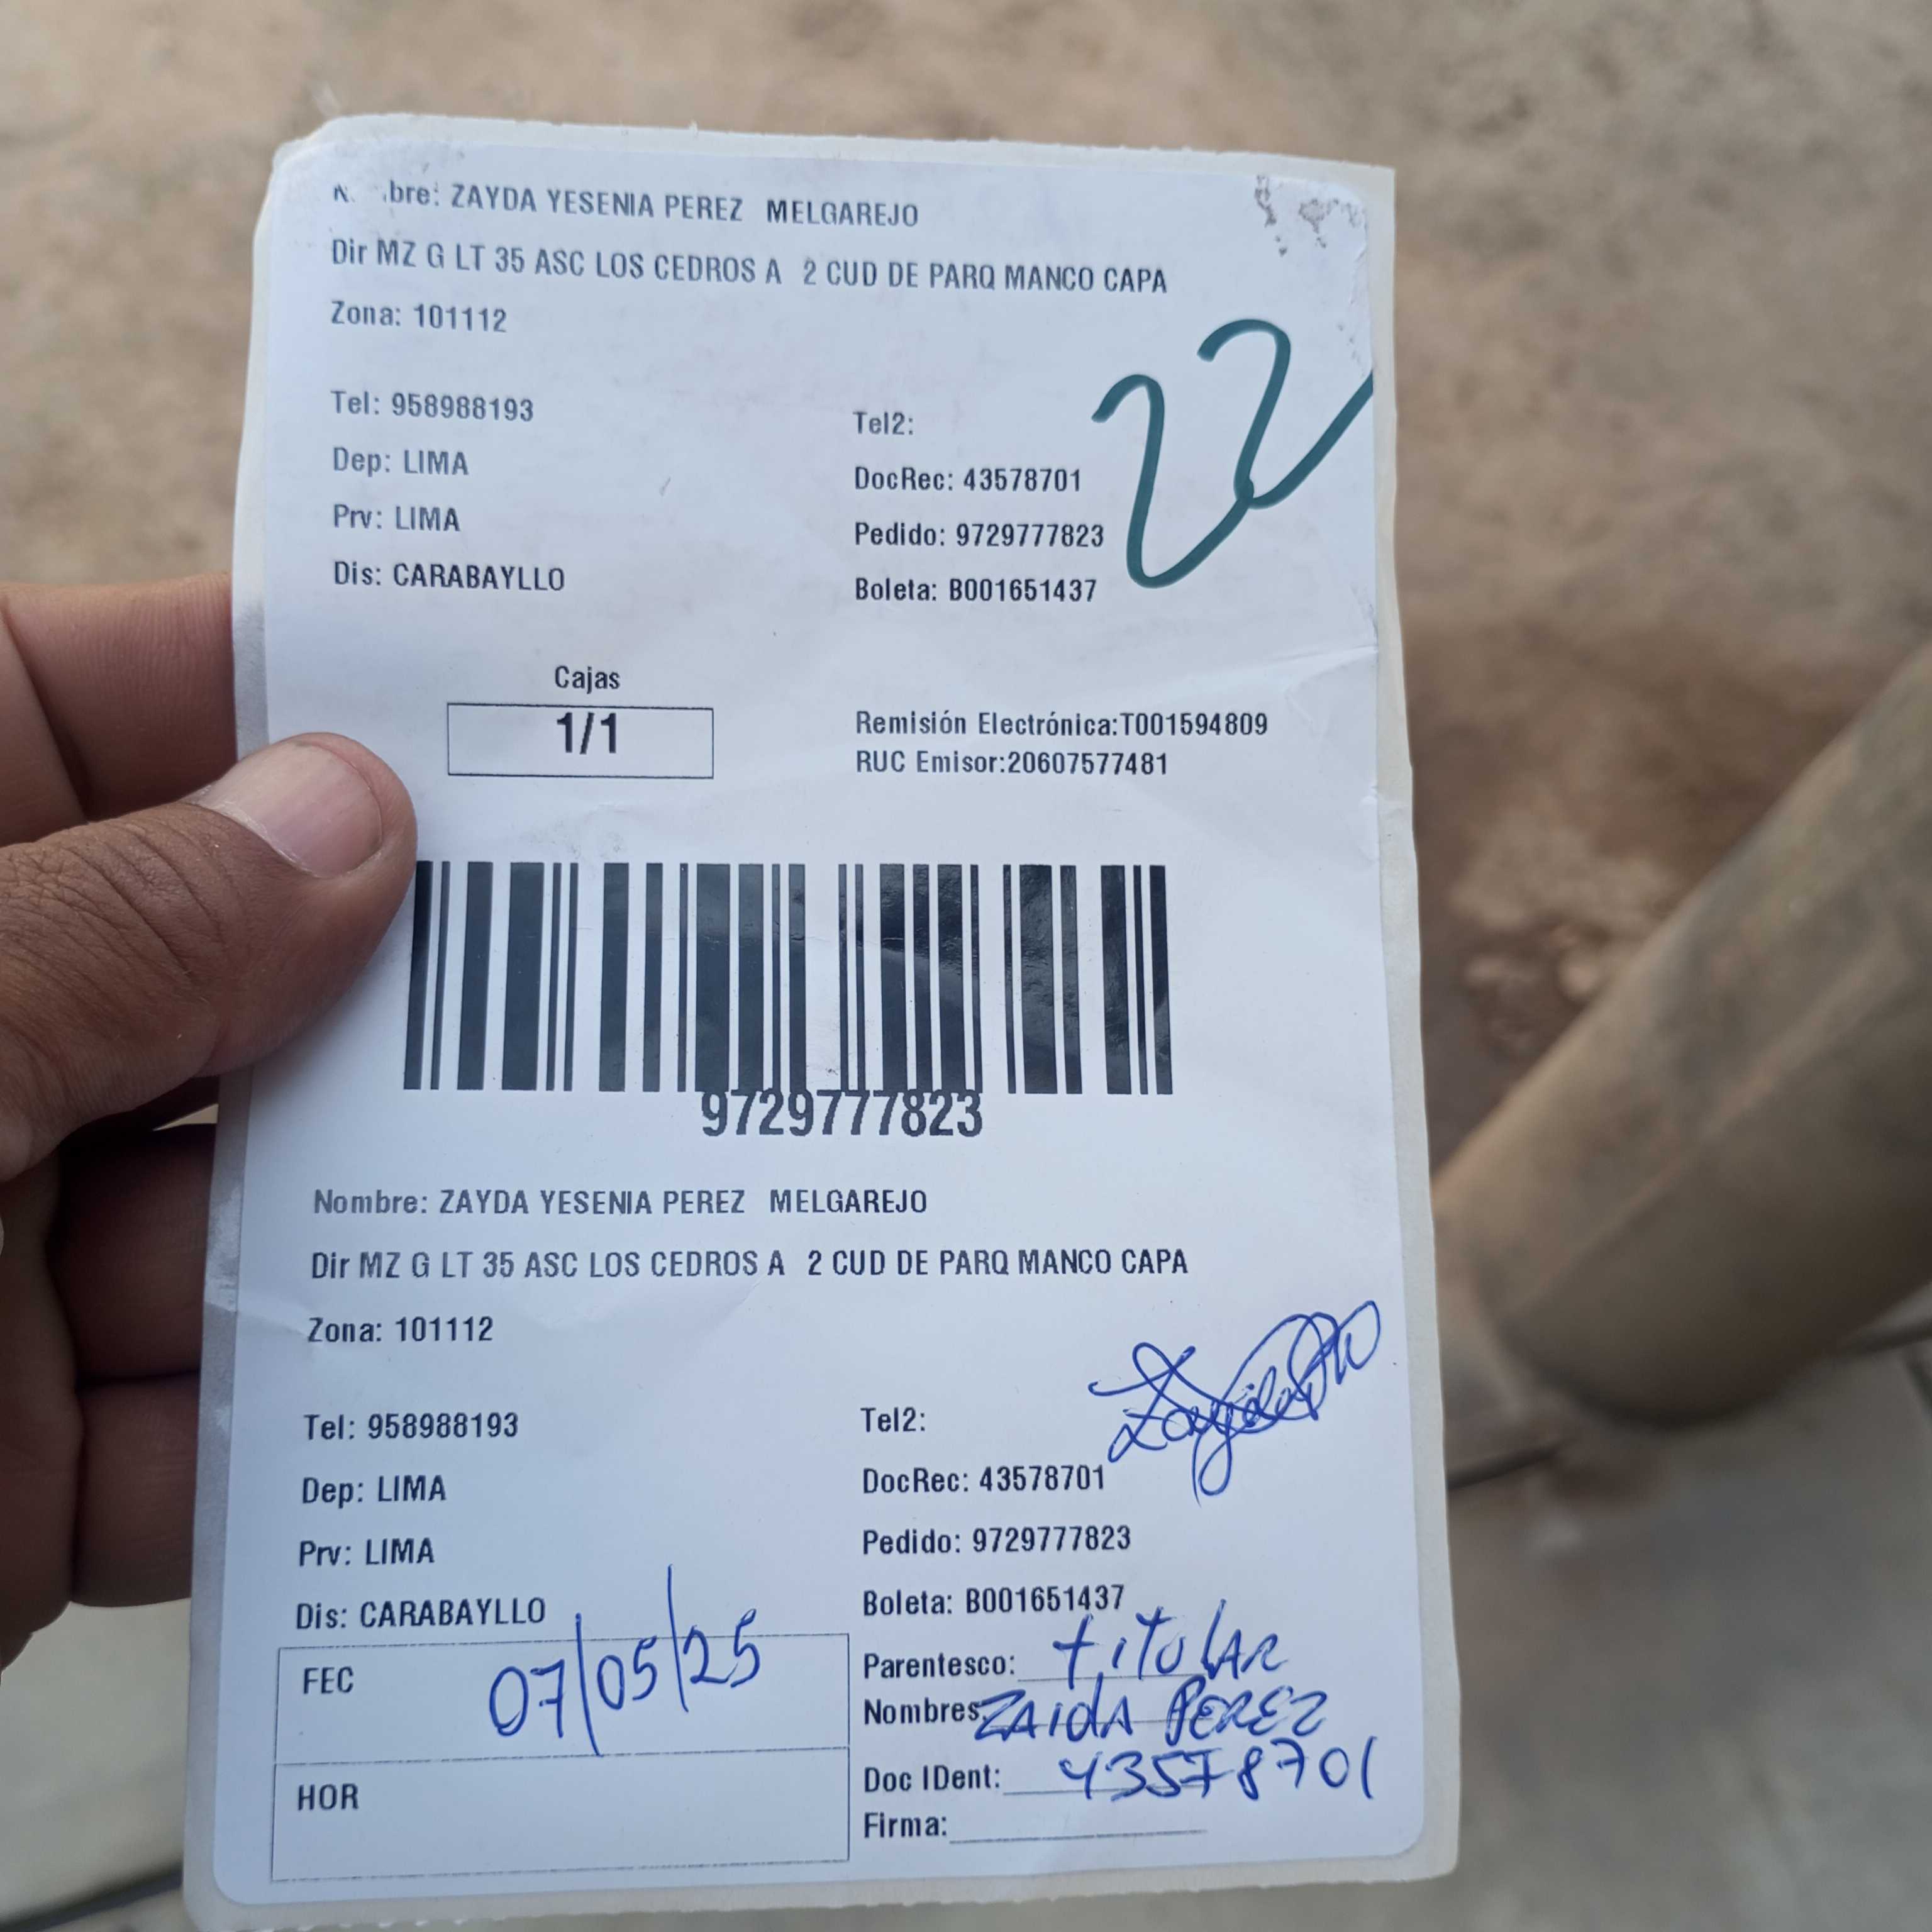 bre: ZAYDA YESENIA PEREZ MELGAREJO
Dir MZ G LT 35 ASC LOS CEDROS A 2 CUD DE PARQ MANCO CAPA
Zona: 101112
22
Tel: 958988193
Tel2:
Dep: LIMA
DocRec: 43578701
Prv: LIMA
Pedido: 9729777823
Dis: CARABAYLLO
Boleta: B001651437
Cajas
1/1
Remisión Electrónica:T001594809
RUC Emisor:20607577481
9729777823
Nombre: ZAYDA YESENIA PEREZ MELGAREJO
Dir MZ G LT 35 ASC LOS CEDROS A 2 CUD DE PARQ MANCO CAPA
Zona: 101112
Tel: 958988193
Tel2:
Dep: LIMA
DocRec: 43578701
Prv: LIMA
Pedido: 9729777823
Dis: CARABAYLLO
Boleta: B001651437
FEC 07/05/25
Parentesco: TITULAR
Nombres: ZAIDA PEREZ
HOR
Doc IDent: 43578701
Firma: